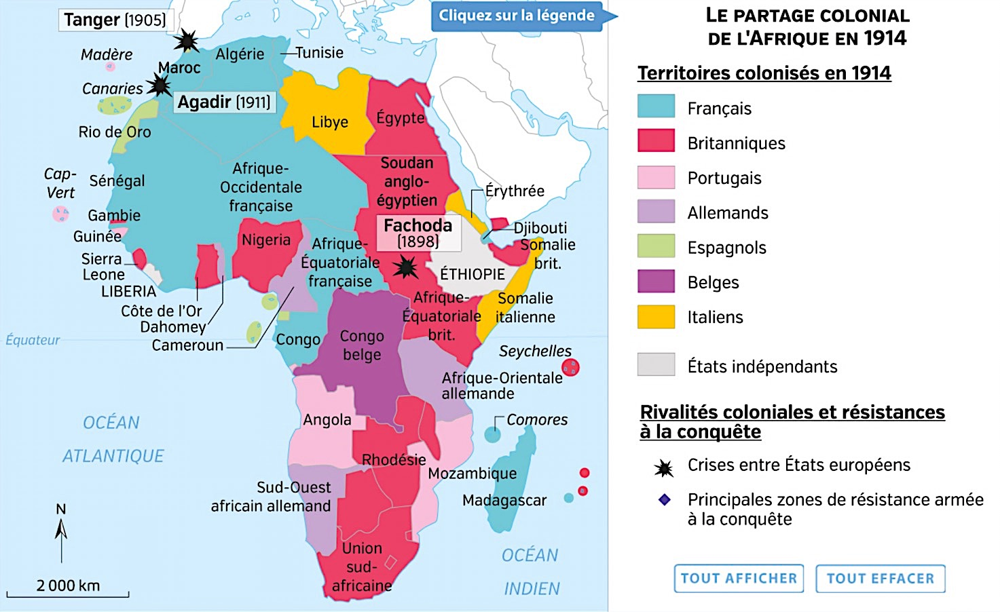 Tanger (1905)
Cliquez sur la légende
Madère
Algérie
Tunisie
Maroc
Canaries
Agadir (1911)
Libye
Égypte
Rio de Oro
Afrique-
Occidentale
française
Soudan
anglo-
égyptien
Cap-
Vert
Sénégal
Érythrée
Gambie
Fachoda
(1898)
Djibouti
Guinée
Nigeria
Afrique-
Équatoriale
française
Somalie
brit.
Sierra
Leone
ÉTHIOPIE
LIBERIA
Côte de l'Or
Dahomey
Cameroun
Afrique-
Équatoriale
brit.
Somalie
italienne
Équateur
Congo
Congo
belge
Seychelles
Afrique-Orientale
allemande
OCÉAN
ATLANTIQUE
Angola
Comores
Rhodésie
Mozambique
Sud-Ouest
africain allemand
Madagascar
N
Union
sud-
africaine
OCÉAN
INDIEN
2 000 km
LE PARTAGE COLONIAL
DE L'AFRIQUE EN 1914
Territoires colonisés en 1914
Français
Britanniques
Portugais
Allemands
Espagnols
Belges
Italiens
États indépendants
Rivalités coloniales et résistances
à la conquête
Crises entre États européens
Principales zones de résistance armée
à la conquête
TOUT AFFICHER
TOUT EFFACER